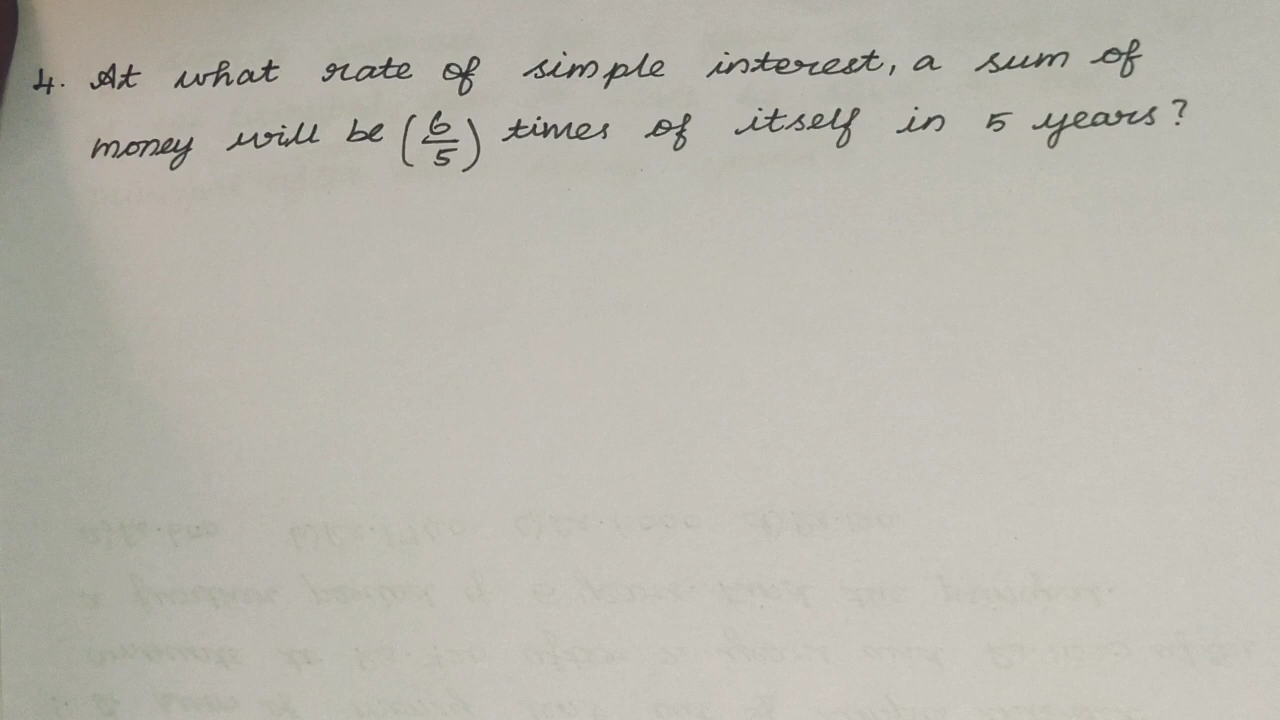 4. At what rate of simple interest, a sum of
money will be (6/5) times of itself in 5 years?